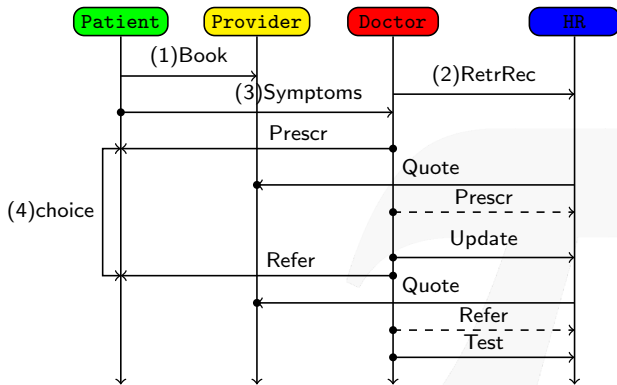 Patient Provider Doctor HR
(1)Book
(2)RetrRec
(3)Symptoms
Prescr
Quote
Prescr
(4)choice
Update
Refer
Quote
Refer
Test